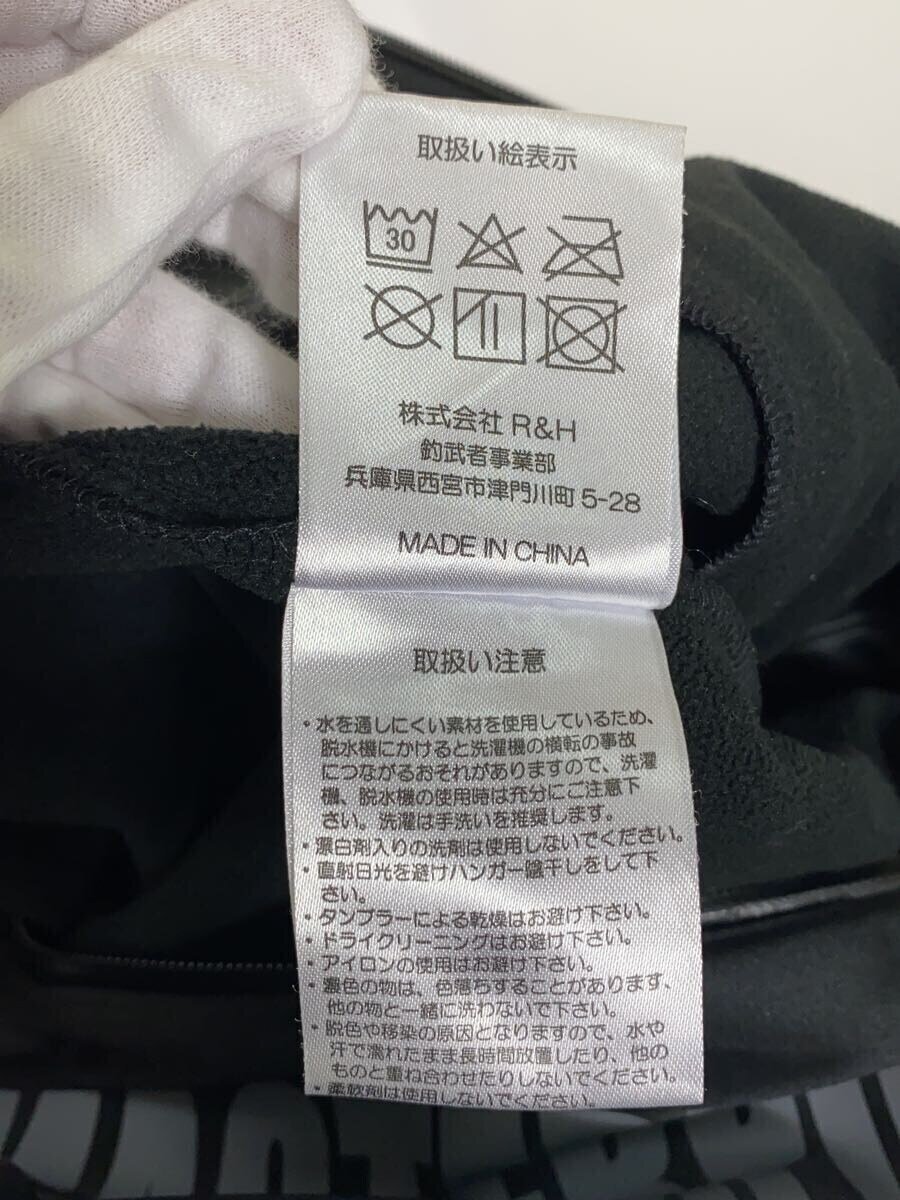 取扱い絵表示
30
株式会社 R&H
釣武者事業部
兵庫県西宮市津門川町 5-28
MADE IN CHINA
取扱い注意
・水を通しにくい素材を使用しているため、
脱水機にかけると洗濯機の横転の事故
につながるおそれがありますので、洗濯
機、脱水機の使用時は充分にご注意下
さい。洗濯は手洗いを推奨します。
・漂白剤入りの洗剤は使用しないでください。
・直射日光を避けハンガー陰干しをして下
さい。
・タンブラーによる乾燥はお避け下さい。
・ドライクリーニングはお避け下さい。
・アイロンの使用はお避け下さい。
・濃色の物は、色落ちすることがあります、
他の物と一緒に洗わないで下さい。
・脱色や移染の原因となりますので、水や
汗で濡れたまま長時間放置したり、他の
ものと重ね合わせたりしないでください。
・柔軟剤は使用しないでください。